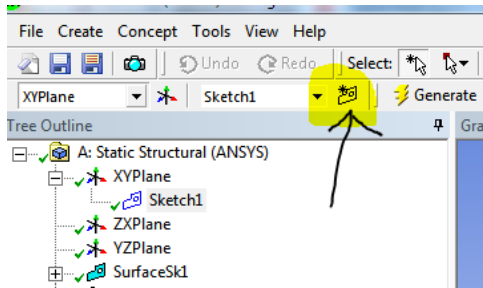 File Create Concept Tools View Help
Undo Redo Select:
XYPlane Sketch1 Generate
Tree Outline Gra
A: Static Structural (ANSYS)
XYPlane
Sketch1
ZXPlane
YZPlane
SurfaceSk1